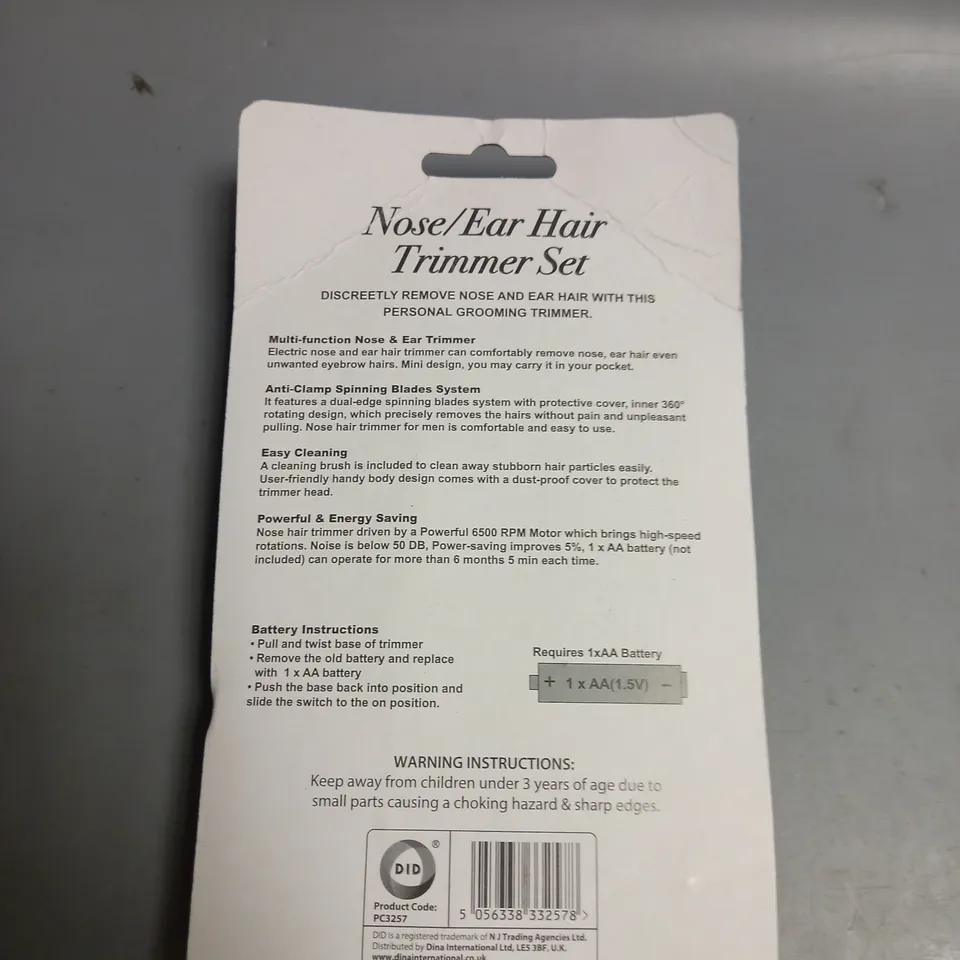 Nose/Ear Hair
Trimmer Set
DISCREETLY REMOVE NOSE AND EAR HAIR WITH THIS
PERSONAL GROOMING TRIMMER.
Multi-function Nose & Ear Trimmer
Electric nose and ear hair trimmer can comfortably remove nose, ear hair even
unwanted eyebrow hairs. Mini design, you may carry it in your pocket.
Anti-Clamp Spinning Blades System
It features a dual-edge spinning blades system with protective cover, inner 360°
rotating design, which precisely removes the hairs without pain and unpleasant
pulling. Nose hair trimmer for men is comfortable and easy to use.
Easy Cleaning
A cleaning brush is included to clean away stubborn hair particles easily.
User-friendly handy body design comes with a dust-proof cover to protect the
trimmer head.
Powerful & Energy Saving
Nose hair trimmer driven by a Powerful 6500 RPM Motor which brings high-speed
rotations. Noise is below 50 DB, Power-saving improves 5%, 1 x AA battery (not
included) can operate for more than 6 months 5 min each time.
Battery Instructions
• Pull and twist base of trimmer
• Remove the old battery and replace
with 1 x AA battery
• Push the base back into position and
slide the switch to the on position.
Requires 1xAA Battery
+ 1 x AA(1.5V) −
WARNING INSTRUCTIONS:
Keep away from children under 3 years of age due to
small parts causing a choking hazard & sharp edges.
DID ®
Product Code:
PC3257
5 056338 332578 >
DID is a registered trademark of N J Trading Agencies Ltd.
Distributed by Dina International Ltd, LE5 3BF, U.K.
www.dinainternational.co.uk